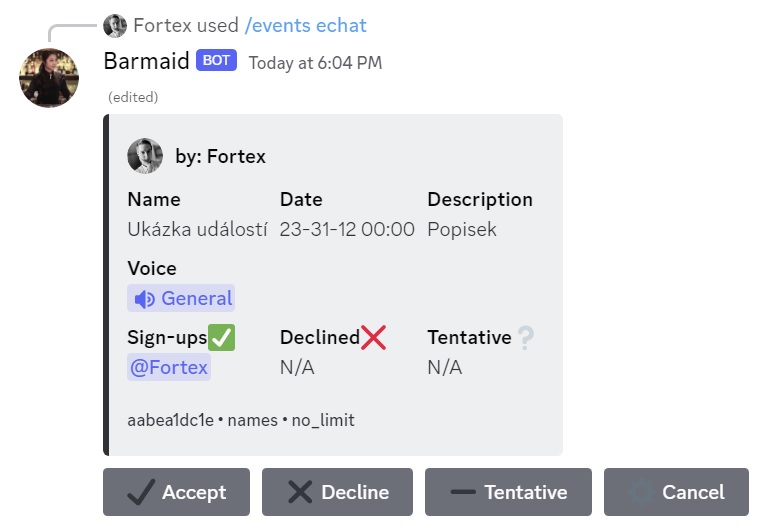 Fortex used /events echat
Barmaid BOT Today at 6:04 PM
(edited)
by: Fortex
Name Date Description
Ukázka událostí 23-31-12 00:00 Popisek
Voice
General
Sign-ups✅ Declined❌ Tentative❔
@Fortex N/A N/A
aabea1dc1e • names • no_limit
Accept Decline Tentative Cancel